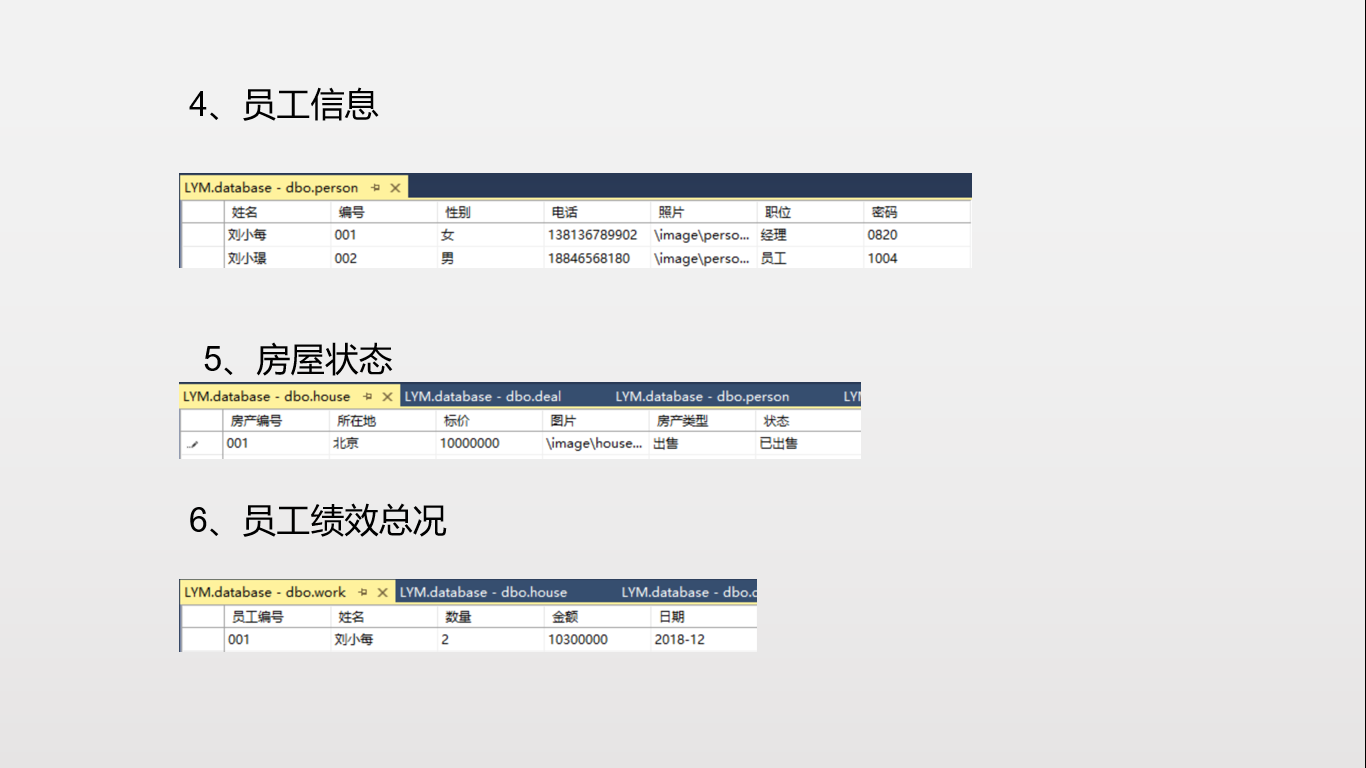 4、员工信息
LYM.database - dbo.person
姓名 编号 性别 电话 照片 职位 密码
刘小每 001 女 138136789902 \image\perso... 经理 0820
刘小璟 002 男 18846568180 \image\perso... 员工 1004
5、房屋状态
LYM.database - dbo.house LYM.database - dbo.deal LYM.database - dbo.person LY
房产编号 所在地 标价 图片 房产类型 状态
001 北京 10000000 \image\house... 出售 已出售
6、员工绩效总况
LYM.database - dbo.work LYM.database - dbo.house LYM.database - dbo.
员工编号 姓名 数量 金额 日期
001 刘小每 2 10300000 2018-12